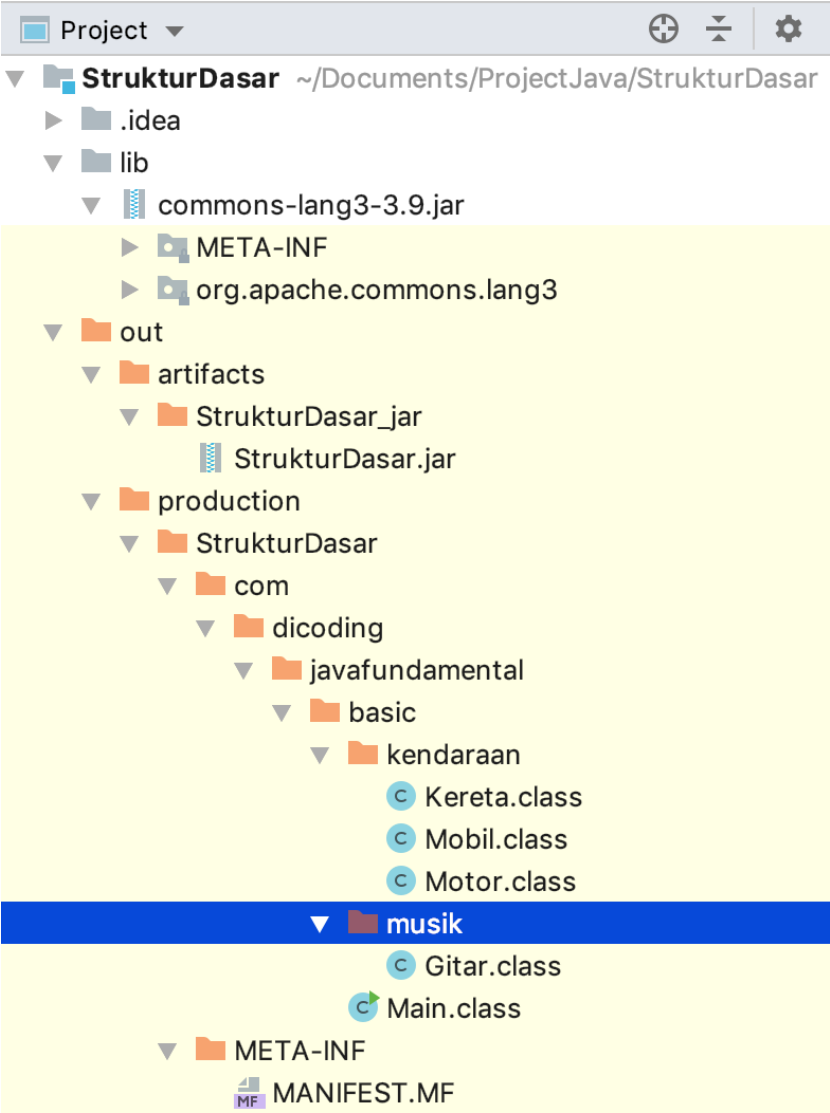 Project
StrukturDasar ~/Documents/ProjectJava/StrukturDasar
.idea
lib
commons-lang3-3.9.jar
META-INF
org.apache.commons.lang3
out
artifacts
StrukturDasar_jar
StrukturDasar.jar
production
StrukturDasar
com
dicoding
javafundamental
basic
kendaraan
C Kereta.class
C Mobil.class
C Motor.class
musik
C Gitar.class
C Main.class
META-INF
MF MANIFEST.MF